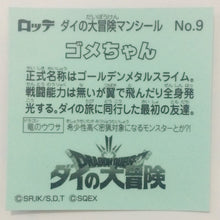 ロッテ ダイの大冒険マンシール No.9
ゴメちゃん
正式名称はゴールデンメタルスライム。
戦闘能力は無いが翼で飛んだり全身発
光する。ダイの旅に同行した最初の友達。
竜のウワサ 希少性高く密猟対象になるモンスターとか?!
DRAGON QUEST
ダイの大冒険
©SR,IK/S,D,T ©SQEX